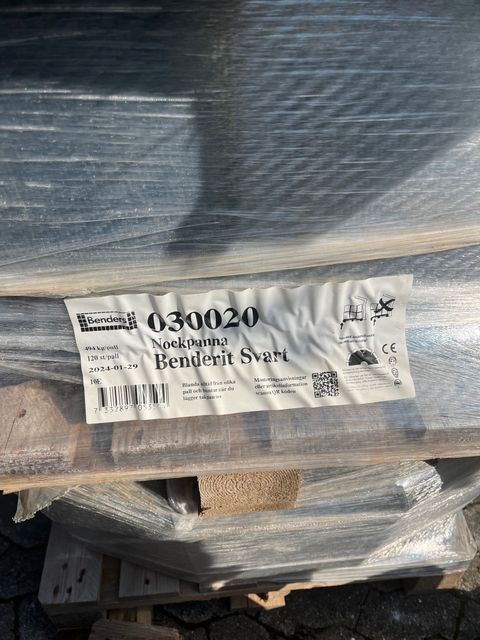 Benders
030020
Nockpanna
Benderit Svart
494 kg/pall
120 st/pall
2024-01-29
10E
Blanda alltid från olika
pall och buntar när du
lägger takpannor
Monteringsanvisningar
eller artikelinformation
scanna QR koden
CE